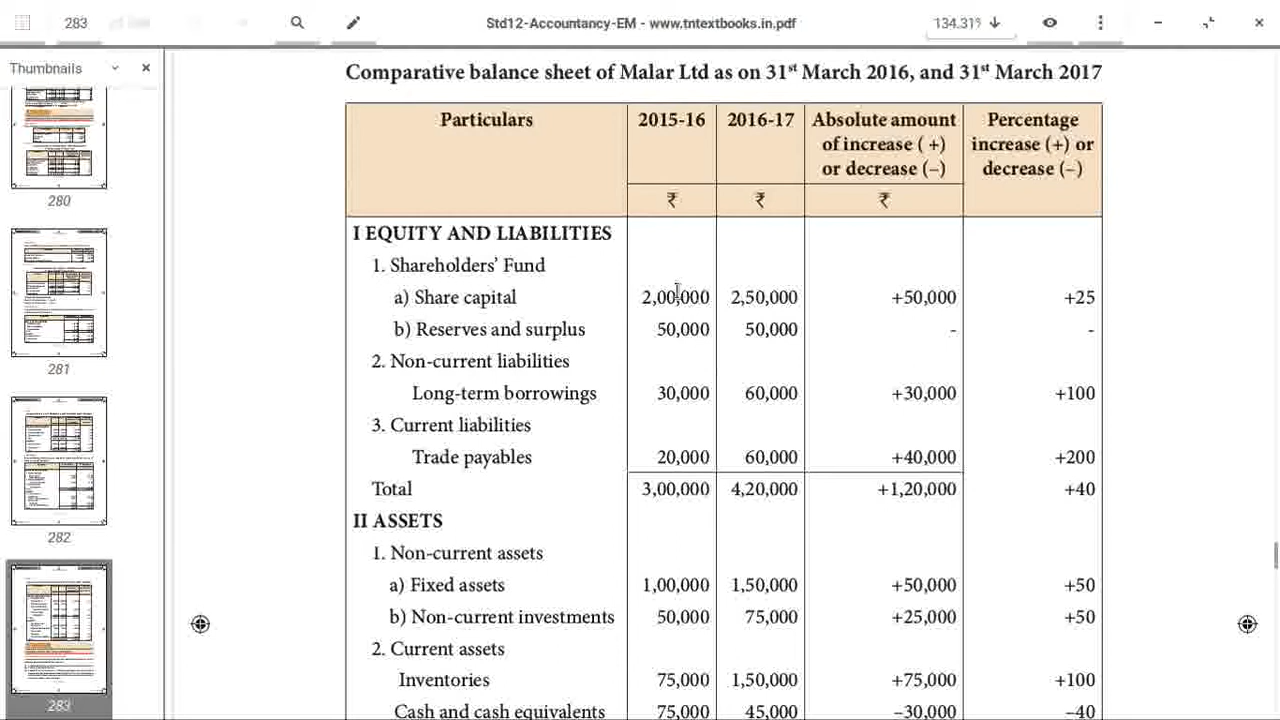 283
Std12-Accountancy-EM - www.tntextbooks.in.pdf
134.31%
Thumbnails
280
281
282
283
Comparative balance sheet of Malar Ltd as on 31st March 2016, and 31st March 2017
Particulars 2015-16 2016-17 Absolute amount of increase ( +) or decrease (–) Percentage increase (+) or decrease (–)
₹ ₹ ₹
I EQUITY AND LIABILITIES
1. Shareholders’ Fund
a) Share capital 2,00,000 2,50,000 +50,000 +25
b) Reserves and surplus 50,000 50,000 - -
2. Non-current liabilities
Long-term borrowings 30,000 60,000 +30,000 +100
3. Current liabilities
Trade payables 20,000 60,000 +40,000 +200
Total 3,00,000 4,20,000 +1,20,000 +40
II ASSETS
1. Non-current assets
a) Fixed assets 1,00,000 1,50,000 +50,000 +50
b) Non-current investments 50,000 75,000 +25,000 +50
2. Current assets
Inventories 75,000 1,50,000 +75,000 +100
Cash and cash equivalents 75,000 45,000 –30,000 –40